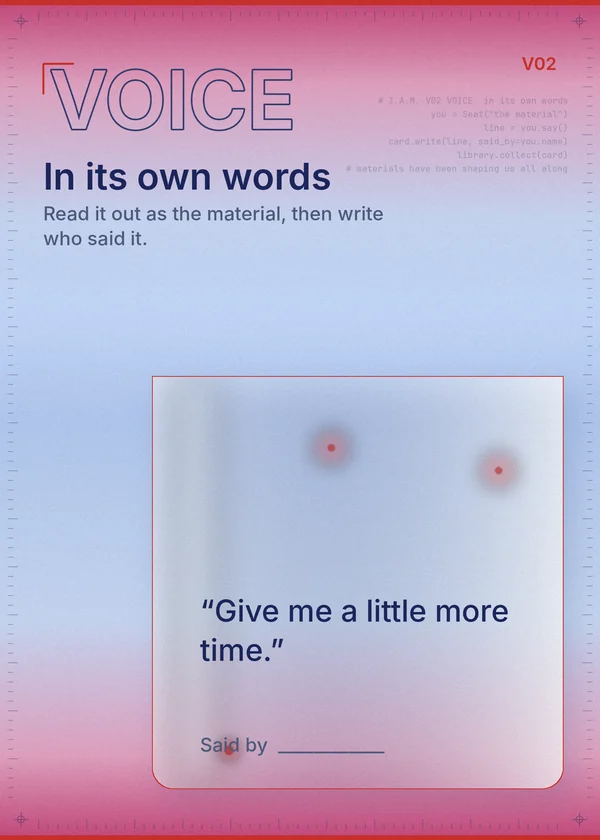 V02
VOICE
# I.A.M. V02 VOICE in its own words
you = Seat("the material")
line = you.say()
card.write(line, said_by=you.name)
library.collect(card)
# materials have been shaping us all along
In its own words
Read it out as the material, then write
who said it.
“Give me a little more
time.”
Said by ___________